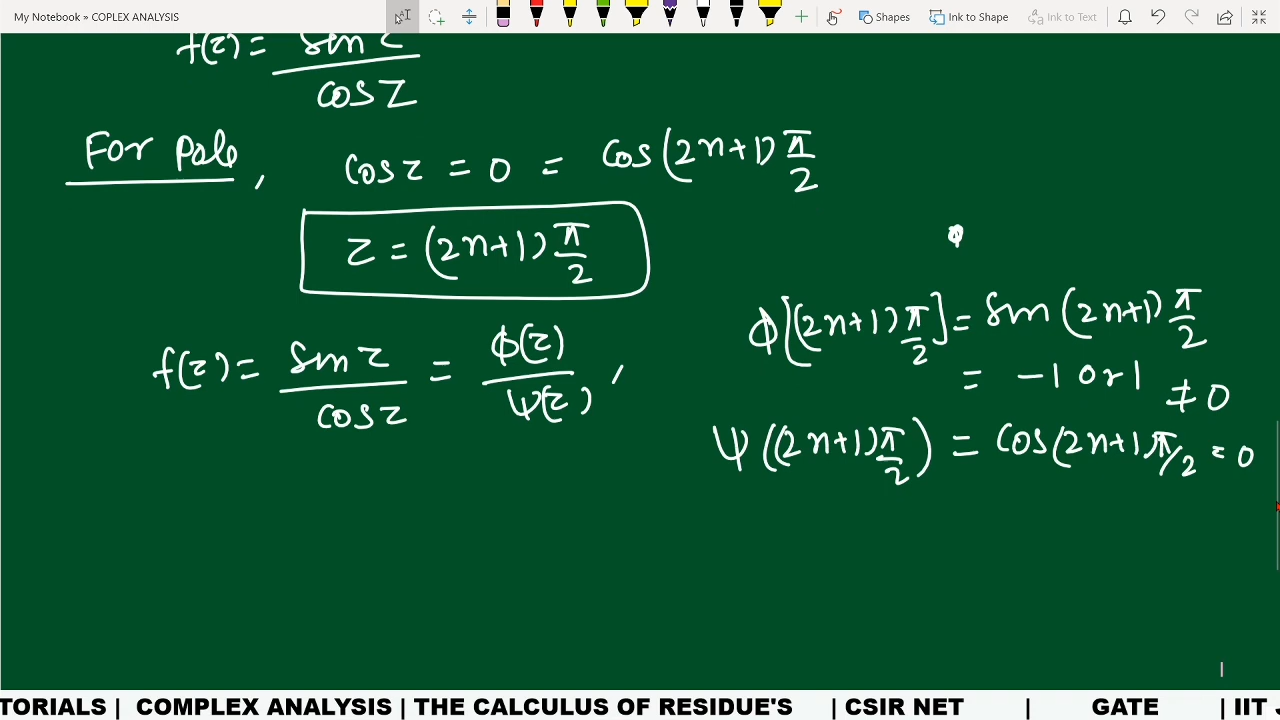 My Notebook » COPLEX ANALYSIS
Shapes Ink to Shape Ink to Text
f(z) = sin z / cos z
For Pole, cos z = 0 = cos(2n+1) π/2
z = (2n+1) π/2
f(z) = sin z / cos z = ϕ(z) / ψ(z) ,
ϕ[(2n+1) π/2] = sin (2n+1) π/2
= -1 or 1 ≠ 0
ψ((2n+1) π/2) = cos(2n+1) π/2 = 0
TORIALS | COMPLEX ANALYSIS | THE CALCULUS OF RESIDUE'S | CSIR NET | GATE | IIT J